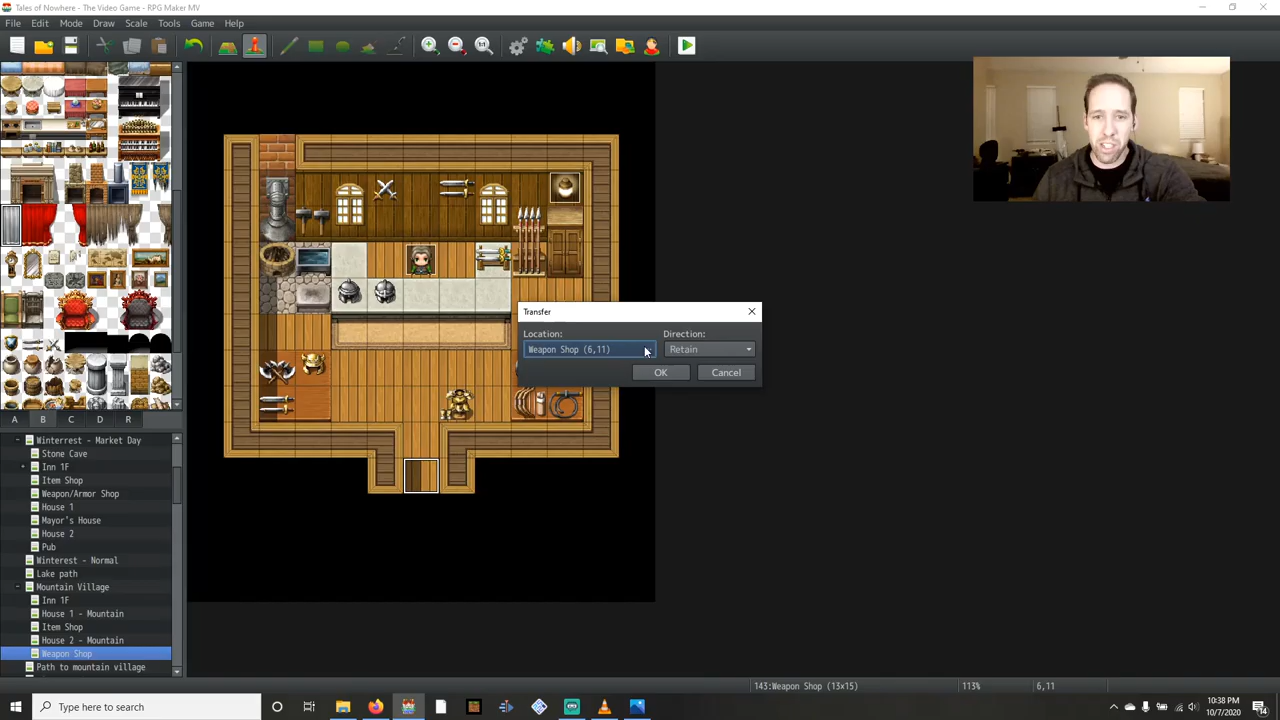 Tales of Nowhere - The Video Game - RPG Maker MV
File Edit Mode Draw Scale Tools Game Help
Transfer
Location: Direction:
Weapon Shop (6,11) Retain
OK Cancel
A B C D R
Winterrest - Market Day
Stone Cave
Inn 1F
Item Shop
Weapon/Armor Shop
House 1
Mayor's House
House 2
Pub
Winterest - Normal
Lake path
Mountain Village
Inn 1F
House 1 - Mountain
Item Shop
House 2 - Mountain
Weapon Shop
Path to mountain village
143:Weapon Shop (13x15) 113% 6,11
Type here to search
10:38 PM
10/7/2020